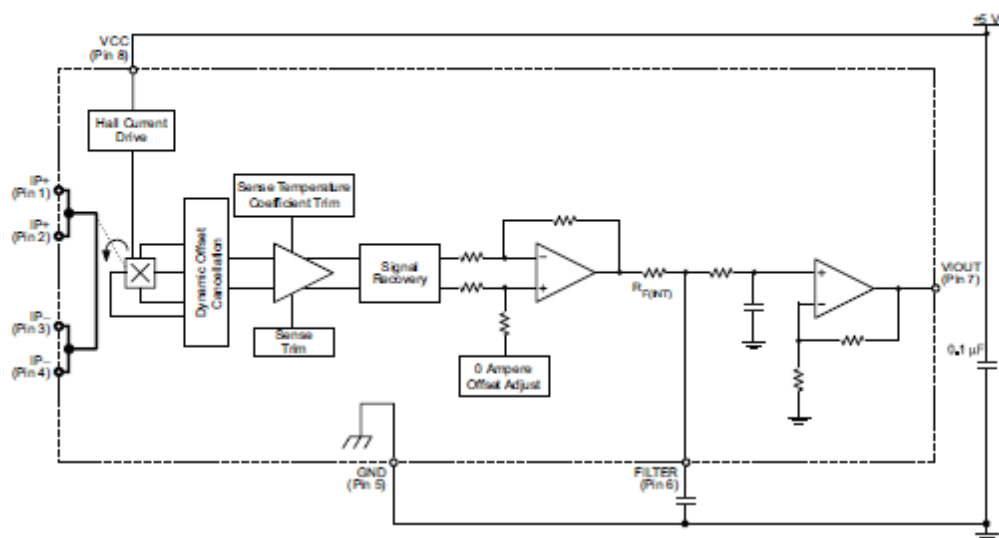 +5 V
VCC
(Pin 8)
Hall Current
Drive
IP+
(Pin 1)
IP+
(Pin 2)
IP−
(Pin 3)
IP−
(Pin 4)
Dynamic Offset
Cancellation
Sense Temperature
Coefficient Trim
Sense
Trim
Signal
Recovery
0 Ampere
Offset Adjust
−
+
RF(INT)
+
−
VIOUT
(Pin 7)
0.1 µF
GND
(Pin 5)
FILTER
(Pin 6)